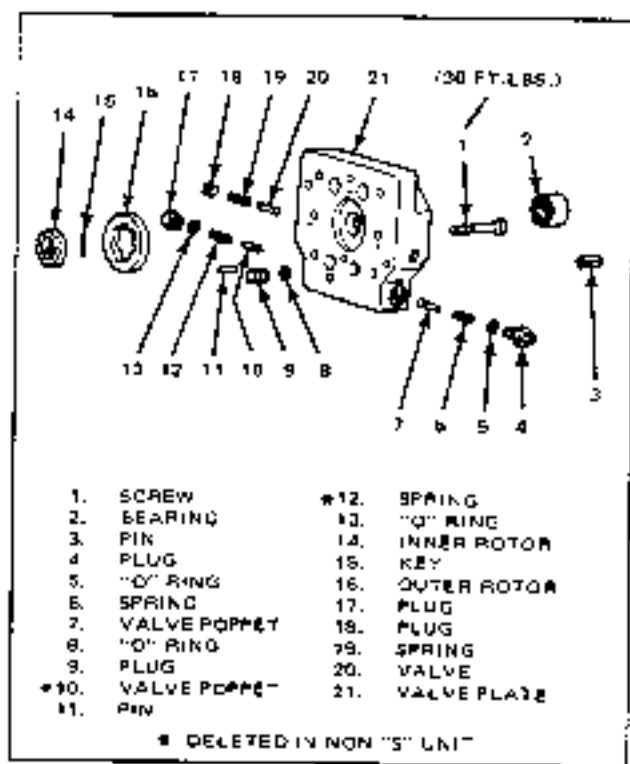 17 18 19 20 21 (30 FT.LBS.)
14 15 16 1 2
13 12 11 10 9 8
7 6 5 4 3
1. SCREW
2. BEARING
3. PIN
4 PLUG
5. "O" RING
6. SPRING
7. VALVE POPPET
8. "O" RING
9. PLUG
*10. VALVE POPPET
11. PIN
*12. SPRING
13. "O" RING
14. INNER ROTOR
15. KEY
16. OUTER ROTOR
17. PLUG
18. PLUG
19. SPRING
20. VALVE
21. VALVE PLATE
* DELETED IN NON "S" UNIT